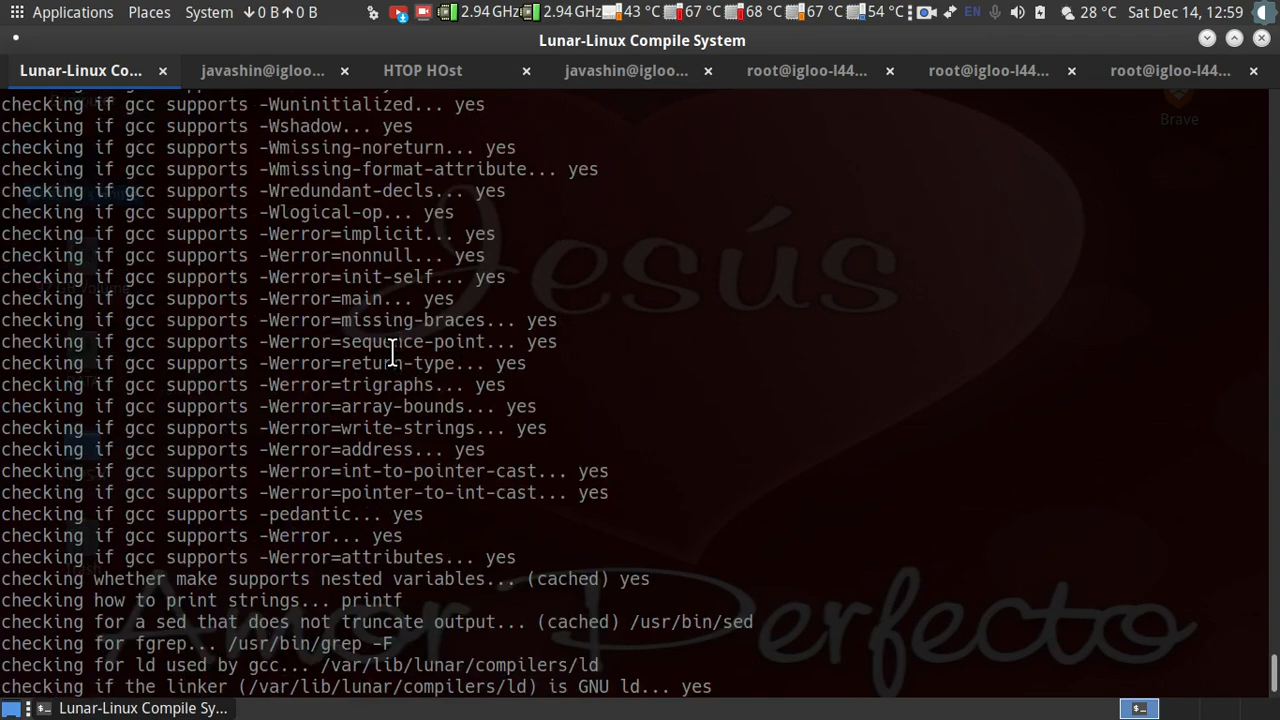 Applications Places System 0 B 0 B 2.94 GHz 2.94 GHz 43 °C 67 °C 68 °C 67 °C 54 °C EN 28 °C Sat Dec 14, 12:59
Lunar-Linux Compile System
Lunar-Linux Co... javashin@igloo... HTOP HOst javashin@igloo... root@igloo-l44... root@igloo-l44... root@igloo-l44...
checking if gcc supports -Wuninitialized... yes
checking if gcc supports -Wshadow... yes
checking if gcc supports -Wmissing-noreturn... yes
checking if gcc supports -Wmissing-format-attribute... yes
checking if gcc supports -Wredundant-decls... yes
checking if gcc supports -Wlogical-op... yes
checking if gcc supports -Werror=implicit... yes
checking if gcc supports -Werror=nonnull... yes
checking if gcc supports -Werror=init-self... yes
checking if gcc supports -Werror=main... yes
checking if gcc supports -Werror=missing-braces... yes
checking if gcc supports -Werror=sequence-point... yes
checking if gcc supports -Werror=return-type... yes
checking if gcc supports -Werror=trigraphs... yes
checking if gcc supports -Werror=array-bounds... yes
checking if gcc supports -Werror=write-strings... yes
checking if gcc supports -Werror=address... yes
checking if gcc supports -Werror=int-to-pointer-cast... yes
checking if gcc supports -Werror=pointer-to-int-cast... yes
checking if gcc supports -pedantic... yes
checking if gcc supports -Werror... yes
checking if gcc supports -Werror=attributes... yes
checking whether make supports nested variables... (cached) yes
checking how to print strings... printf
checking for a sed that does not truncate output... (cached) /usr/bin/sed
checking for fgrep... /usr/bin/grep -F
checking for ld used by gcc... /var/lib/lunar/compilers/ld
checking if the linker (/var/lib/lunar/compilers/ld) is GNU ld... yes
Brave
Jesús
Amor Perfecto
Lunar-Linux Compile Sy...